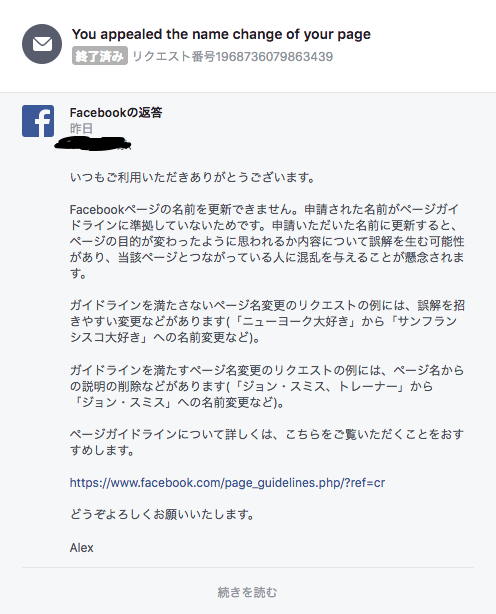 You appealed the name change of your page
終了済み リクエスト番号1968736079863439
Facebookの返答
昨日
いつもご利用いただきありがとうございます。
Facebookページの名前を更新できません。申請された名前がページガイ
ドラインに準拠していないためです。申請いただいた名前に更新すると、
ページの目的が変わったように思われるか内容について誤解を生む可能性
があり、当該ページとつながっている人に混乱を与えることが懸念されま
す。
ガイドラインを満たさないページ名変更のリクエストの例には、誤解を招
きやすい変更などがあります(「ニューヨーク大好き」から「サンフラン
シスコ大好き」への名前変更など)。
ガイドラインを満たすページ名変更のリクエストの例には、ページ名から
の説明の削除などがあります(「ジョン・スミス、トレーナー」から
「ジョン・スミス」への名前変更など)。
ページガイドラインについて詳しくは、こちらをご覧いただくことをおす
すめします。
https://www.facebook.com/page_guidelines.php/?ref=cr
どうぞよろしくお願いいたします。
Alex
続きを読む